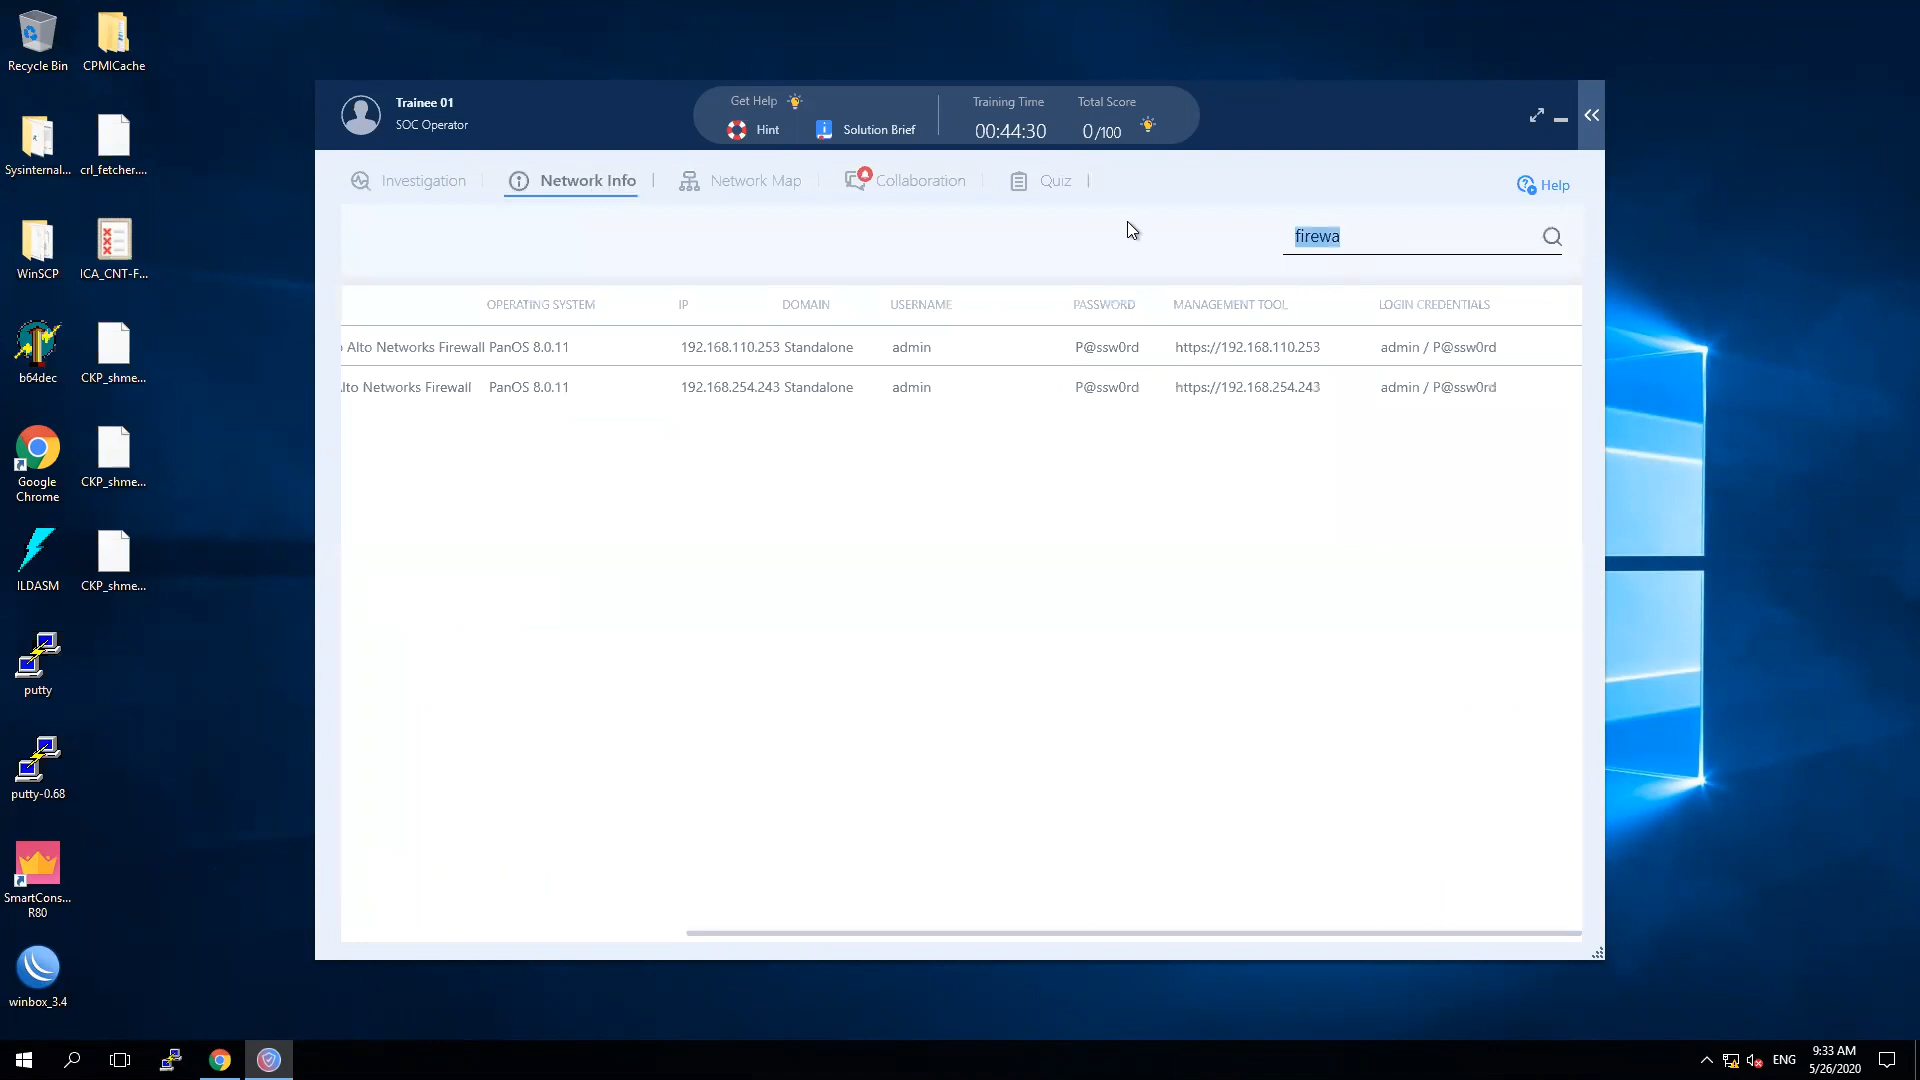 Recycle Bin
CPMICache
Sysinternal...
crl_fetcher....
WinSCP
ICA_CNT-F...
b64dec
CKP_shme...
Google
Chrome
CKP_shme...
ILDASM
CKP_shme...
putty
putty-0.68
SmartCons...
R80
winbox_3.4
Trainee 01
SOC Operator
Get Help
Hint
Solution Brief
Training Time
00:44:30
Total Score
0/100
Investigation
Network Info
Network Map
Collaboration
Quiz
Help
firewa
OPERATING SYSTEM IP DOMAIN USERNAME PASSWORD MANAGEMENT TOOL LOGIN CREDENTIALS
Alto Networks Firewall PanOS 8.0.11 192.168.110.253 Standalone admin P@ssw0rd https://192.168.110.253 admin / P@ssw0rd
lto Networks Firewall PanOS 8.0.11 192.168.254.243 Standalone admin P@ssw0rd https://192.168.254.243 admin / P@ssw0rd
ENG
9:33 AM
5/26/2020